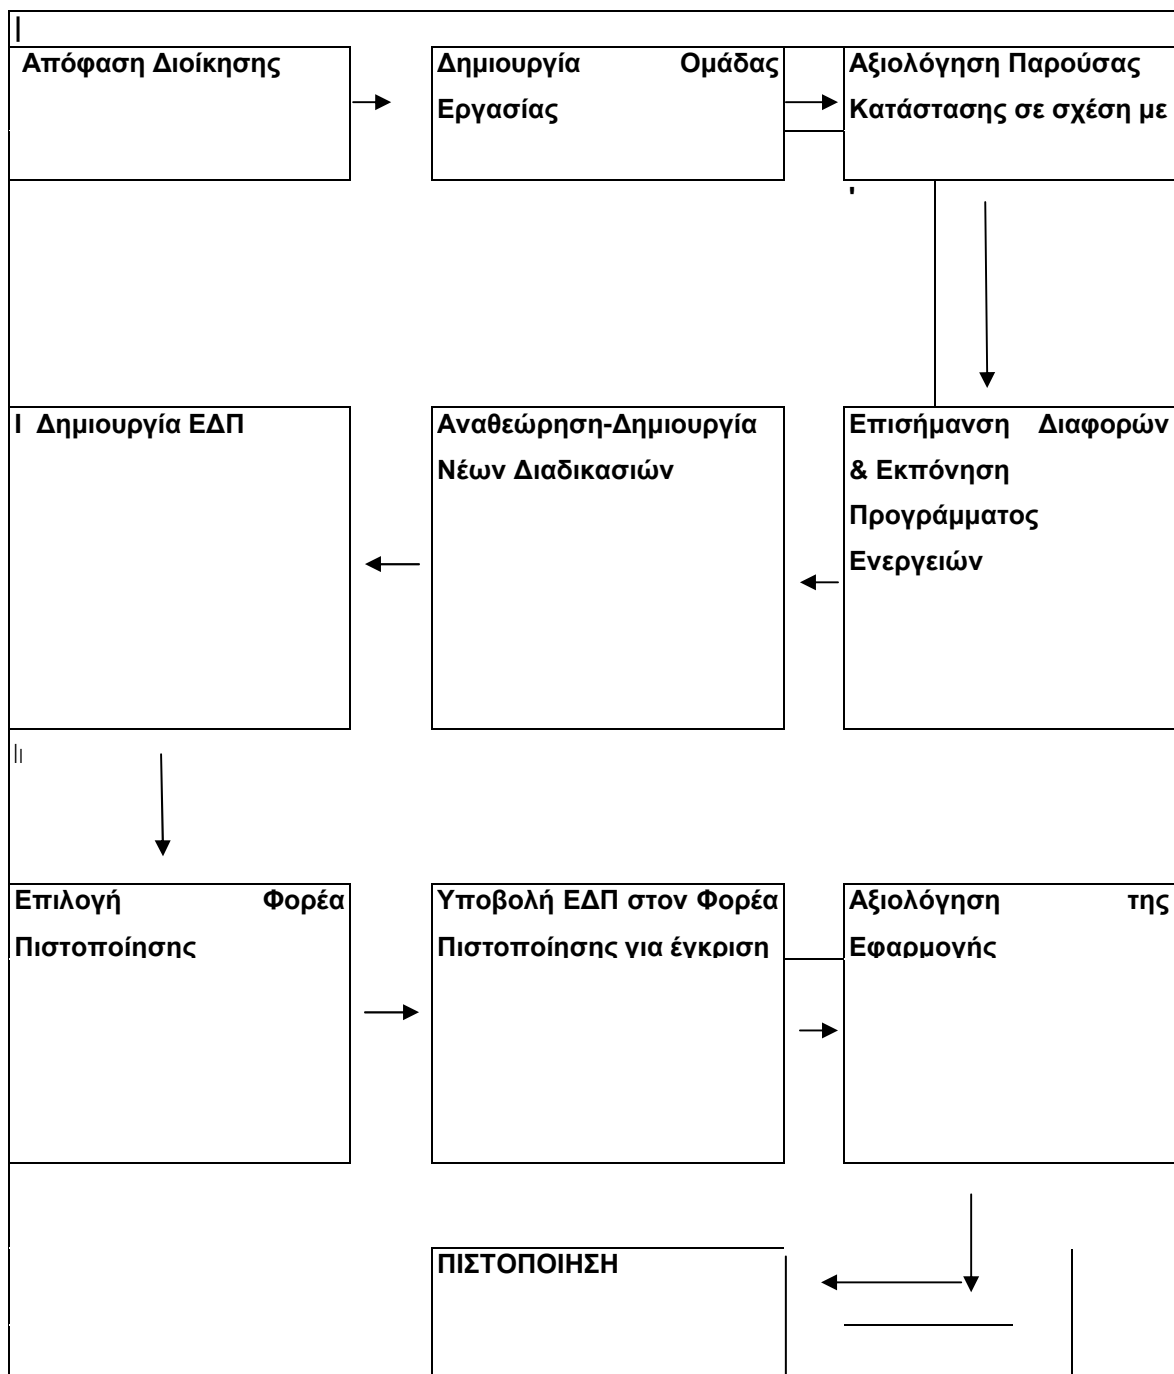 Απόφαση Διοίκησης
Δημιουργία Ομάδας
Εργασίας
Αξιολόγηση Παρούσας
Κατάστασης σε σχέση με
Ι Δημιουργία ΕΔΠ
Αναθεώρηση-Δημιουργία
Νέων Διαδικασιών
Επισήμανση Διαφορών
& Εκπόνηση
Προγράμματος
Ενεργειών
Επιλογή Φορέα
Πιστοποίησης
Υποβολή ΕΔΠ στον Φορέα
Πιστοποίησης για έγκριση
Αξιολόγηση της
Εφαρμογής
ΠΙΣΤΟΠΟΙΗΣΗ